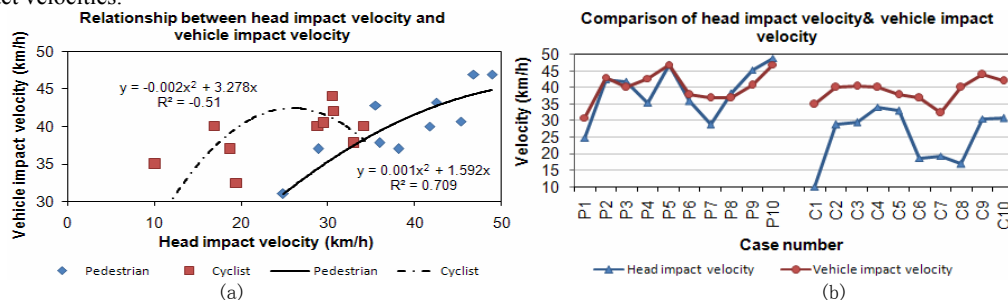 act velocities.
Relationship between head impact velocity and
vehicle impact velocity
Vehicle impact velocity (km/h)
50
45
40
35
30
y = -0.002x² + 3.278x
R² = -0.51
y = 0.001x² + 1.592x
R² = 0.709
0 10 20 30 40 50
Head impact velocity (km/h)
Pedestrian Cyclist Pedestrian Cyclist
(a)
Comparison of head impact velocity& vehicle impact
velocity
Velocity (km/h)
50
45
40
35
30
25
20
15
10
P1 P2 P3 P4 P5 P6 P7 P8 P9 P10 C1 C2 C3 C4 C5 C6 C7 C8 C9 C10
Case number
Head impact velocity Vehicle impact velocity
(b)